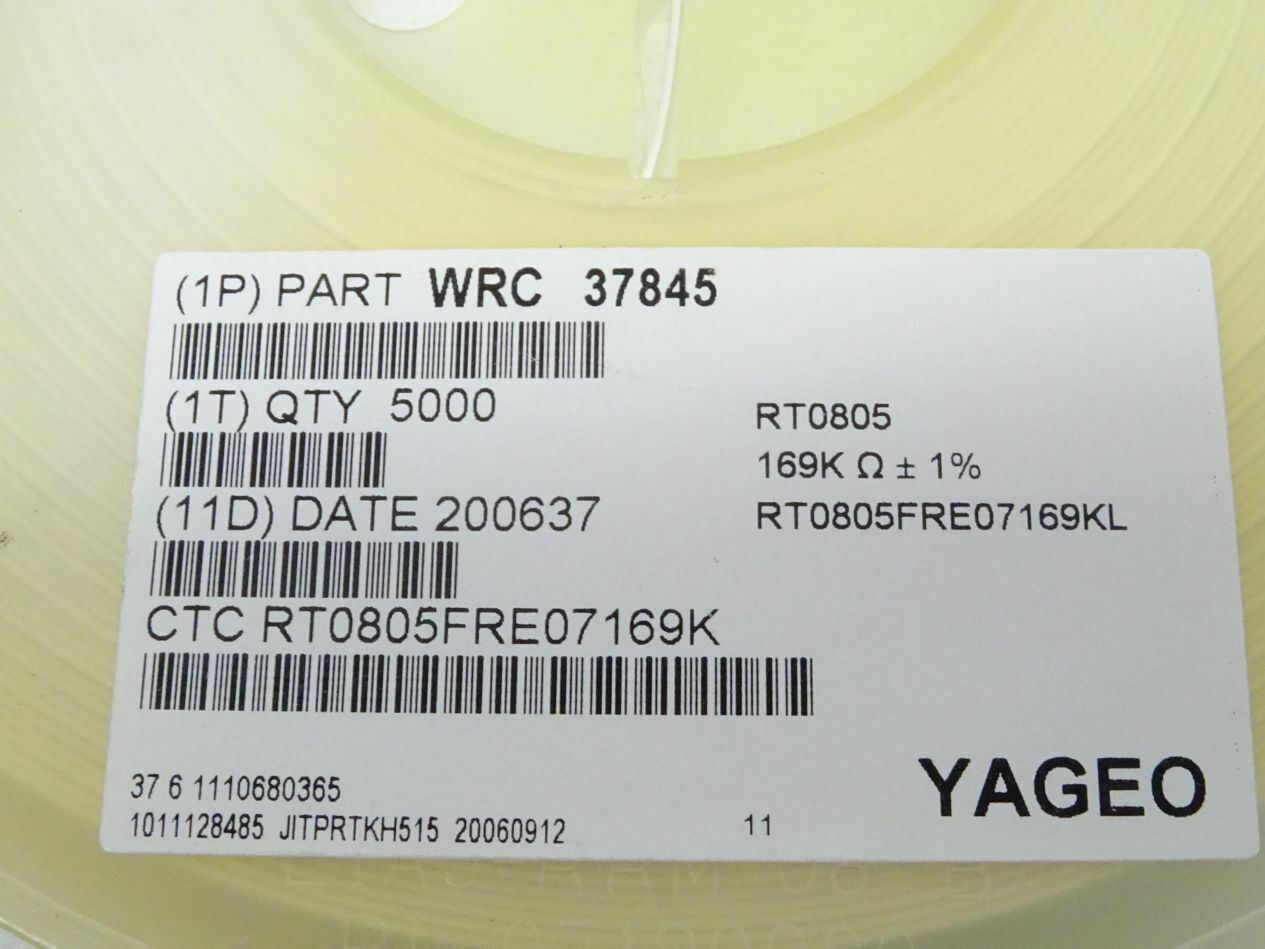 (1P) PART WRC 37845
(1T) QTY 5000
(11D) DATE 200637
CTC RT0805FRE07169K
RT0805
169K Ω ± 1%
RT0805FRE07169KL
37 6 1110680365
1011128485 JITPRTKH515 20060912
11
YAGEO